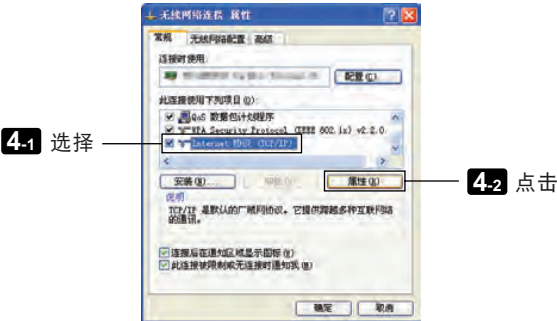 无线网络连接 属性
常规 无线网络配置 高级
连接时使用:
配置(C)...
此连接使用下列项目(O):
QoS 数据包计划程序
WPA Security Protocol (IEEE 802.1x) v2.2.0
4-1 选择
Internet 协议 (TCP/IP)
安装(N)...
属性(R)
4-2 点击
说明
TCP/IP 是默认的广域网协议。它提供跨越多种互联网络
的通讯。
连接后在通知区域显示图标(W)
此连接被限制或无连接时通知我(M)
确定 取消